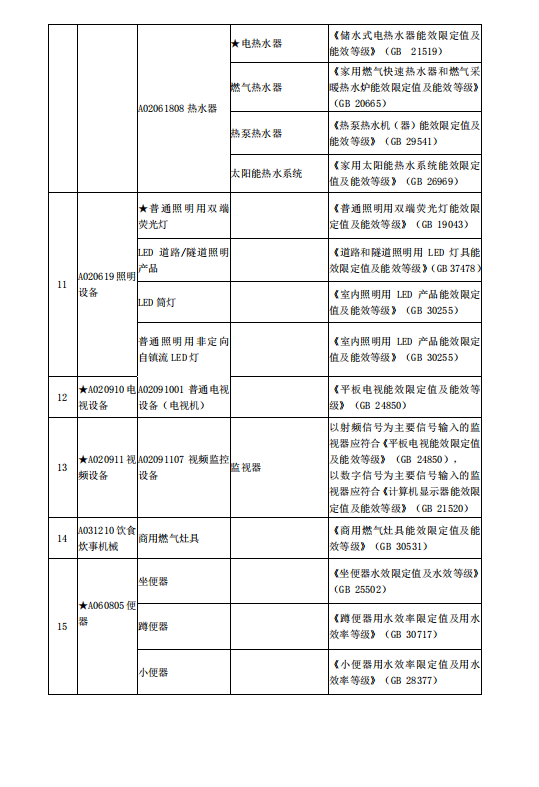 ★电热水器
《储水式电热水器能效限定值及
能效等级》（GB 21519）
A02061808 热水器
燃气热水器
《家用燃气快速热水器和燃气采
暖热水炉能效限定值及能效等级》
（GB 20665）
热泵热水器
《热泵热水机（器）能效限定值及
能效等级》（GB 29541）
太阳能热水系统
《家用太阳能热水系统能效限定
值及能效等级》（GB 26969）
11
A020619 照明
设备
★普通照明用双端
荧光灯
《普通照明用双端荧光灯能效限
定值及能效等级》（GB 19043）
LED 道路/隧道照明
产品
《道路和隧道照明用 LED 灯具能
效限定值及能效等级》（GB 37478）
LED 筒灯
《室内照明用 LED 产品能效限定
值及能效等级》（GB 30255）
普通照明用非定向
自镇流 LED 灯
《室内照明用 LED 产品能效限定
值及能效等级》（GB 30255）
12
★A020910 电
视设备
A02091001 普通电视
设备（电视机）
《平板电视能效限定值及能效等
级》（GB 24850）
13
★A020911 视
频设备
A02091107 视频监控
设备
监视器
以射频信号为主要信号输入的监
视器应符合《平板电视能效限定值
及能效等级》（GB 24850），
以数字信号为主要信号输入的监
视器应符合《计算机显示器能效限
定值及能效等级》（GB 21520）
14
A031210 饮食
炊事机械
商用燃气灶具
《商用燃气灶具能效限定值及能
效等级》（GB 30531）
15
★A060805 便
器
坐便器
《坐便器水效限定值及水效等级》
（GB 25502）
蹲便器
《蹲便器用水效率限定值及用水
效率等级》（GB 30717）
小便器
《小便器用水效率限定值及用水
效率等级》（GB 28377）